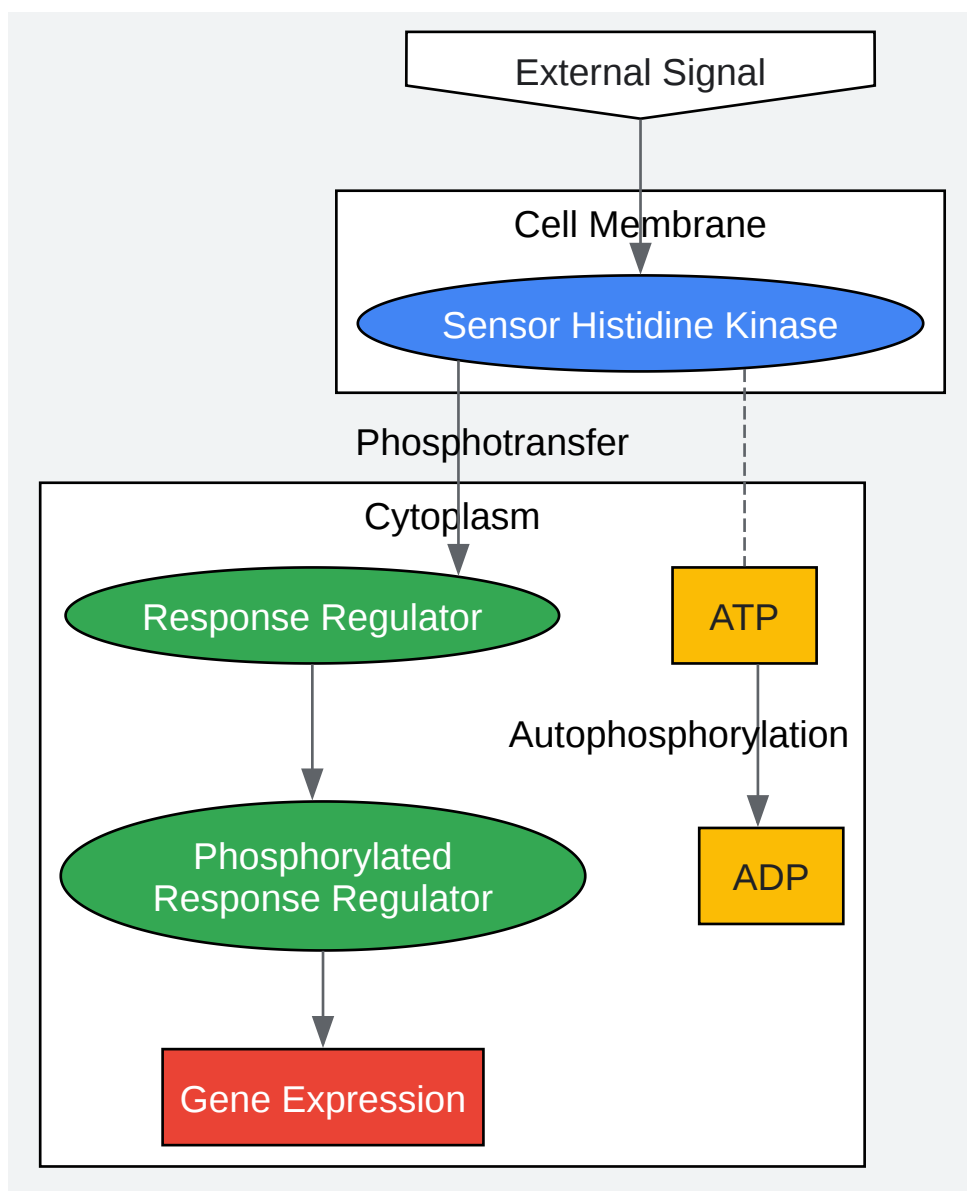 External Signal
Cell Membrane
Sensor Histidine Kinase
Phosphotransfer
Cytoplasm
Response Regulator
ATP
Autophosphorylation
Phosphorylated
Response Regulator
ADP
Gene Expression